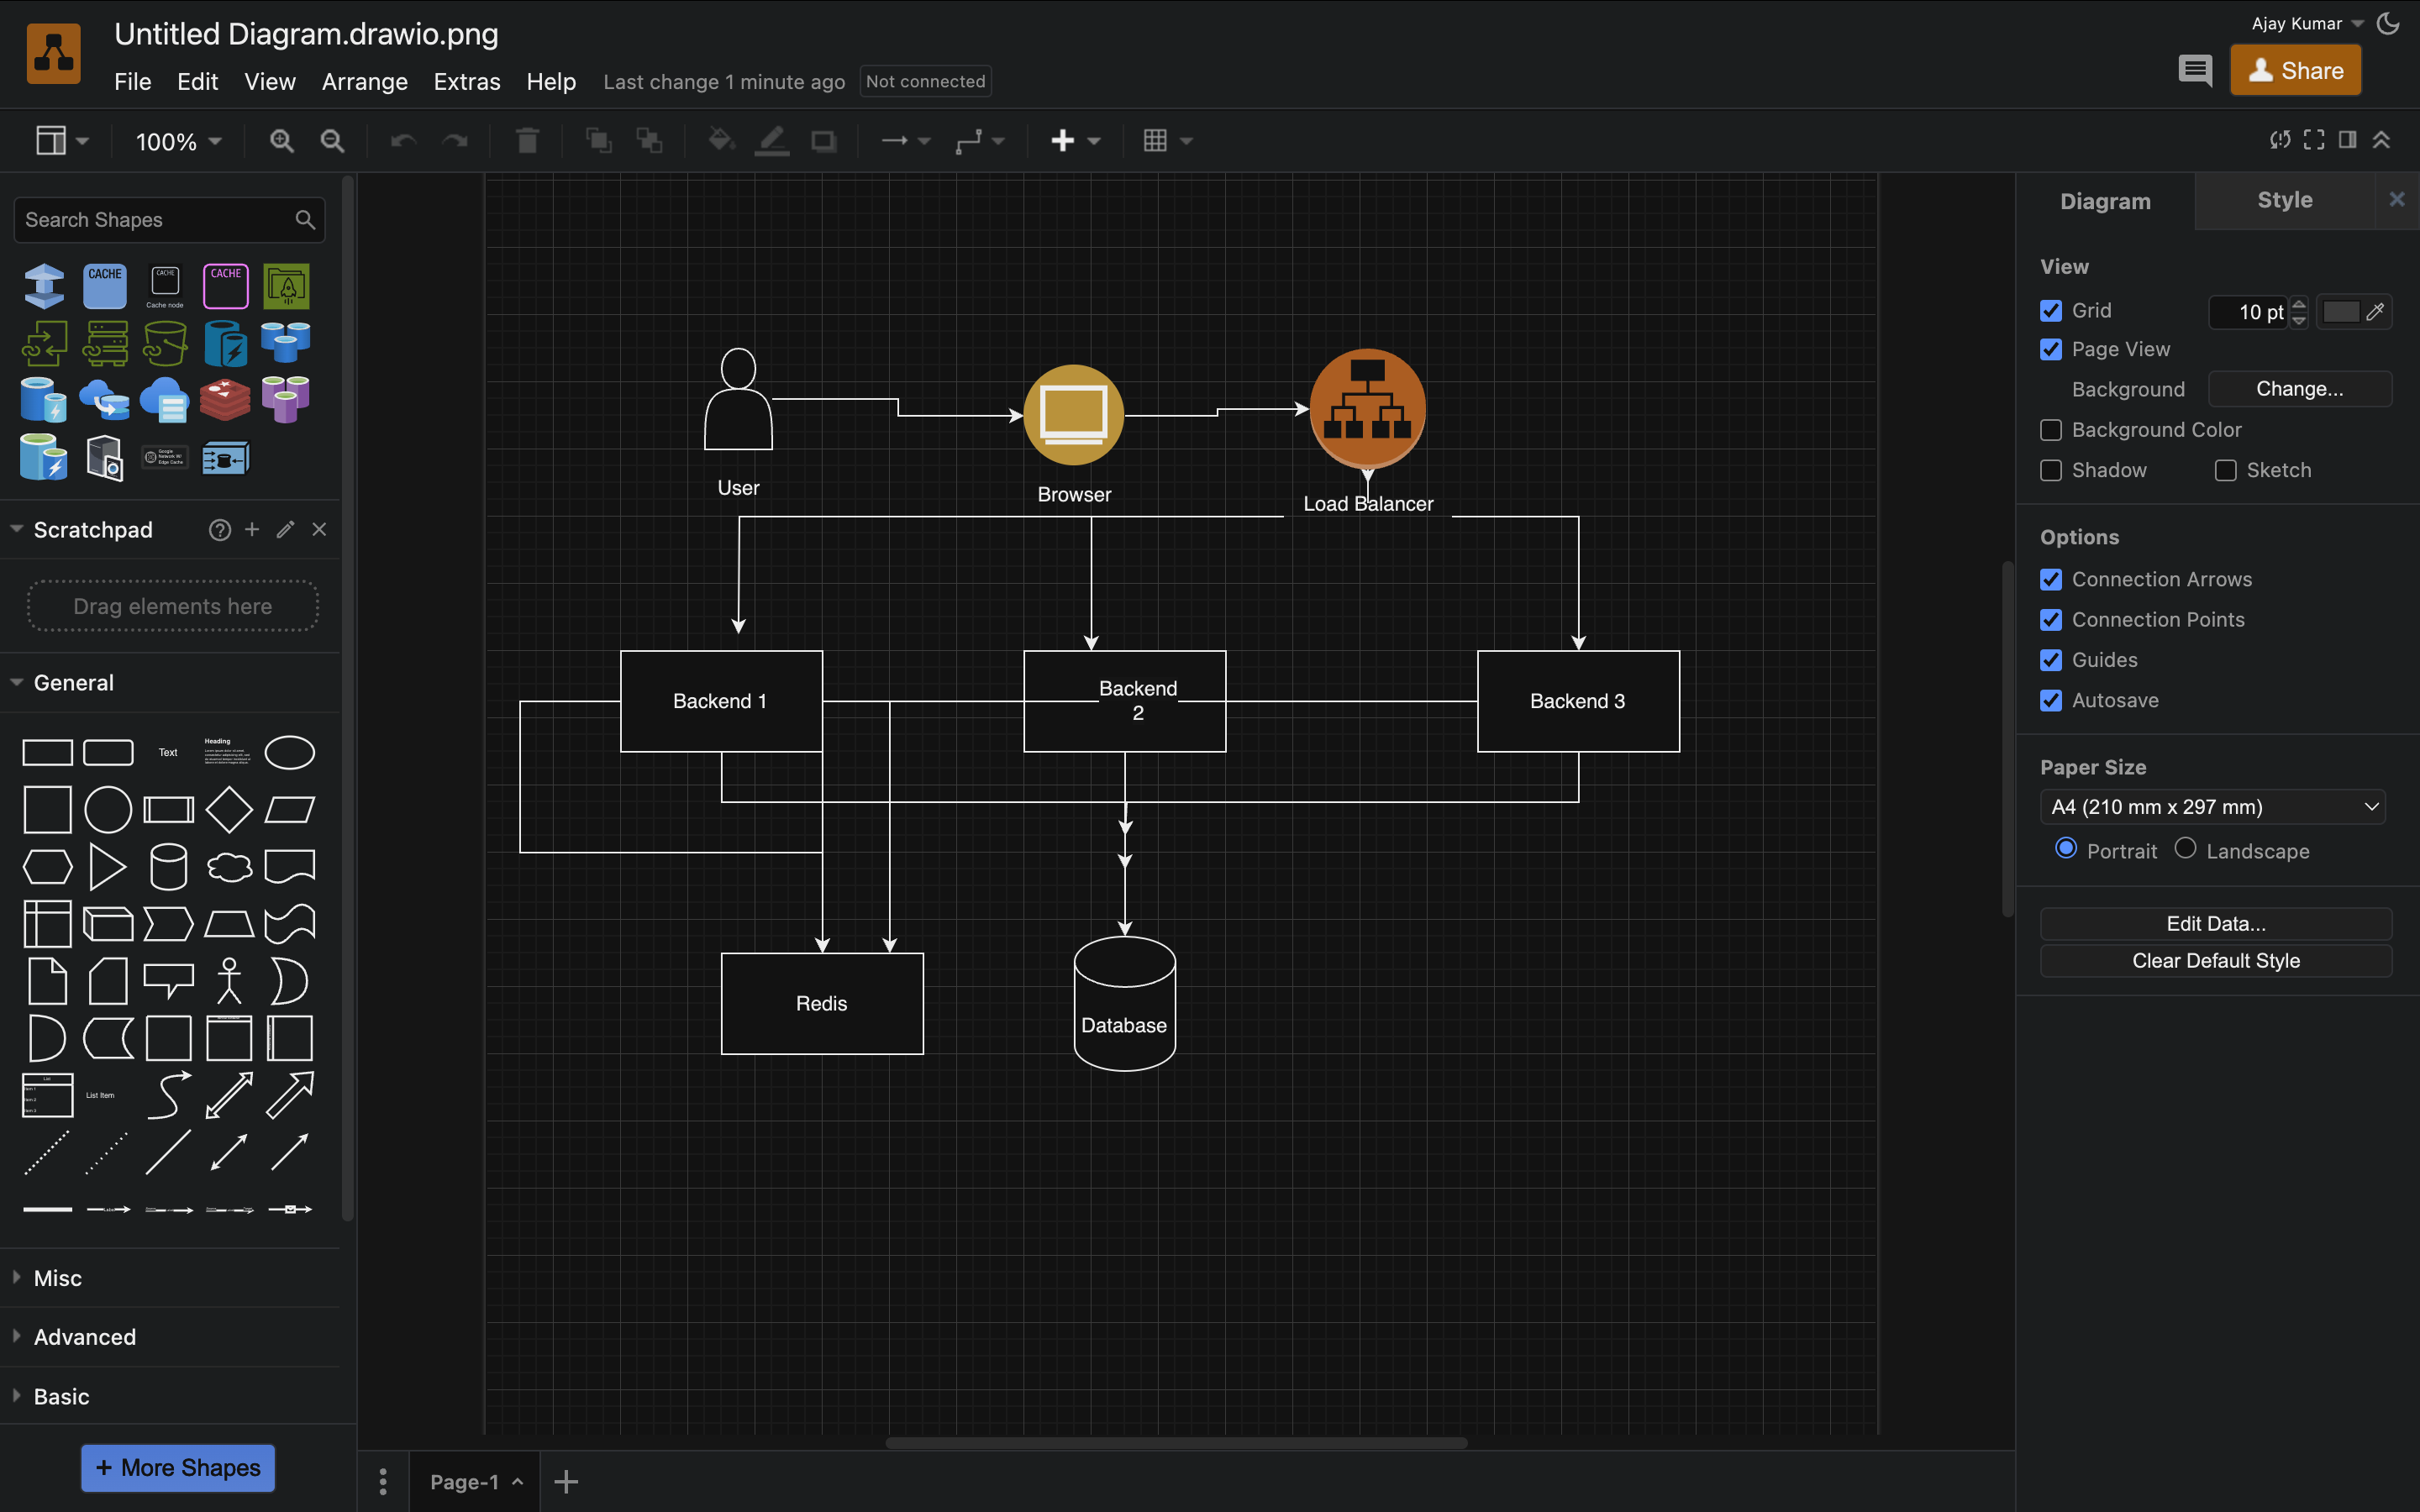 Untitled Diagram.drawio.png
Ajay Kumar
File Edit View Arrange Extras Help Last change 1 minute ago Not connected
Share
100%
Search Shapes
CACHE CACHE CACHE
Cache node
Scratchpad
Drag elements here
General
Text
Heading
List Item
Misc
Advanced
Basic
+ More Shapes
User
Browser
Load Balancer
Backend 1
Backend
2
Backend 3
Redis
Database
Page-1
Diagram Style
View
Grid 10 pt
Page View
Background Change...
Background Color
Shadow Sketch
Options
Connection Arrows
Connection Points
Guides
Autosave
Paper Size
A4 (210 mm x 297 mm)
Portrait Landscape
Edit Data...
Clear Default Style